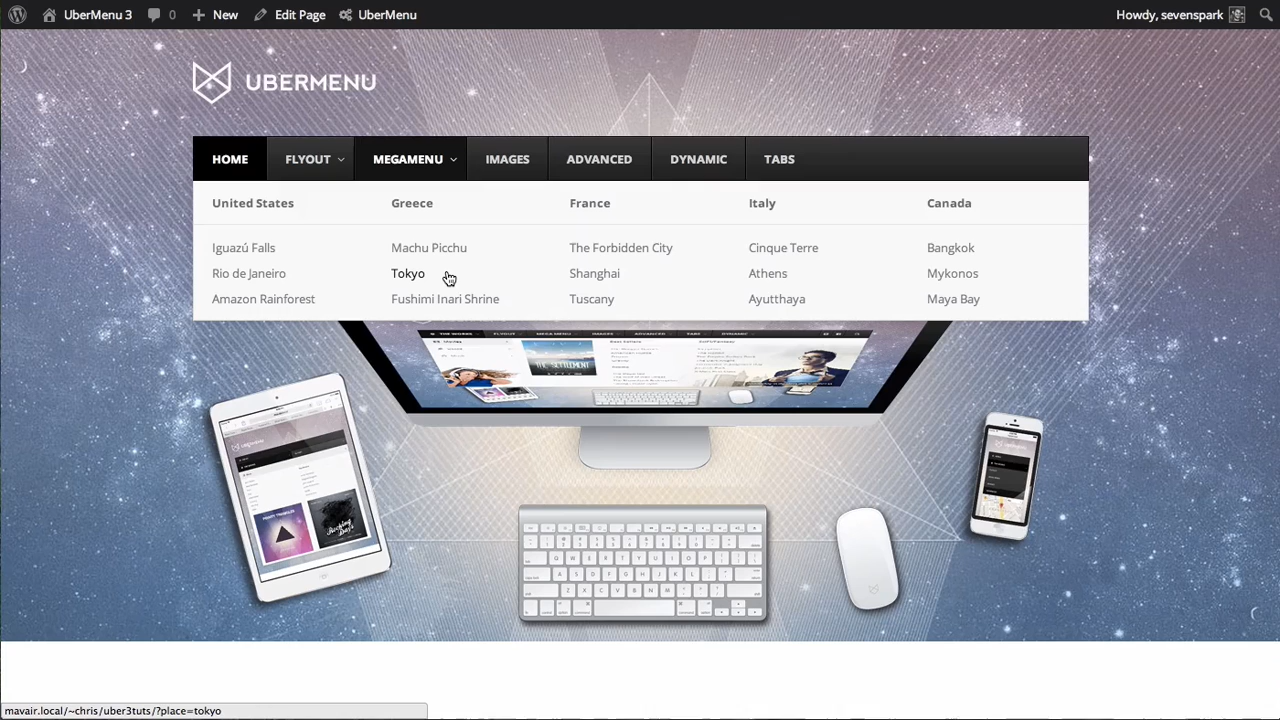 UberMenu 3 0 New Edit Page UberMenu Howdy, sevenspark
UBERMENU
HOME FLYOUT MEGAMENU IMAGES ADVANCED DYNAMIC TABS
United States Greece France Italy Canada
Iguazú Falls Machu Picchu The Forbidden City Cinque Terre Bangkok
Rio de Janeiro Tokyo Shanghai Athens Mykonos
Amazon Rainforest Fushimi Inari Shrine Tuscany Ayutthaya Maya Bay
mavair.local/~chris/uber3tuts/?place=tokyo